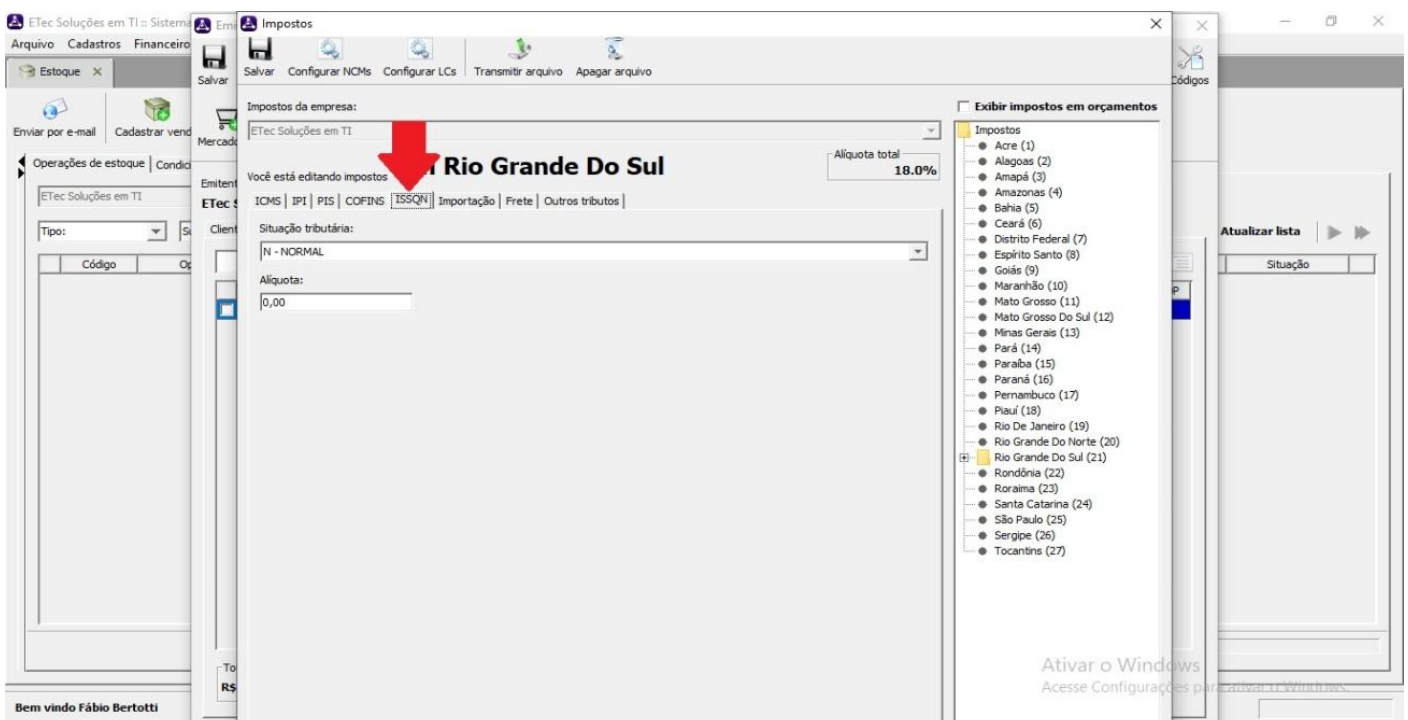 ETec Soluções em TI :: Sistema
Arquivo Cadastros Financeiro
Estoque
Enviar por e-mail
Cadastrar vend
Operações de estoque
Condic
ETec Soluções em TI
Tipo:
Código
Bem vindo Fábio Bertotti
Emi
Salvar
Mercado
Emitent
ETec S
Client
To
R$
Impostos
Salvar
Configurar NCMs
Configurar LCs
Transmitir arquivo
Apagar arquivo
Impostos da empresa:
ETec Soluções em TI
Você está editando impostos
Rio Grande Do Sul
Alíquota total
18.0%
ICMS
IPI
PIS
COFINS
ISSQN
Importação
Frete
Outros tributos
Situação tributária:
N - NORMAL
Alíquota:
0,00
Exibir impostos em orçamentos
Impostos
Acre (1)
Alagoas (2)
Amapá (3)
Amazonas (4)
Bahia (5)
Ceará (6)
Distrito Federal (7)
Espírito Santo (8)
Goiás (9)
Maranhão (10)
Mato Grosso (11)
Mato Grosso Do Sul (12)
Minas Gerais (13)
Pará (14)
Paraíba (15)
Paraná (16)
Pernambuco (17)
Piauí (18)
Rio De Janeiro (19)
Rio Grande Do Norte (20)
Rio Grande Do Sul (21)
Rondônia (22)
Roraima (23)
Santa Catarina (24)
São Paulo (25)
Sergipe (26)
Tocantins (27)
Códigos
Atualizar lista
Situação
Ativar o Windows
Acesse Configurações para ativar o Windows.